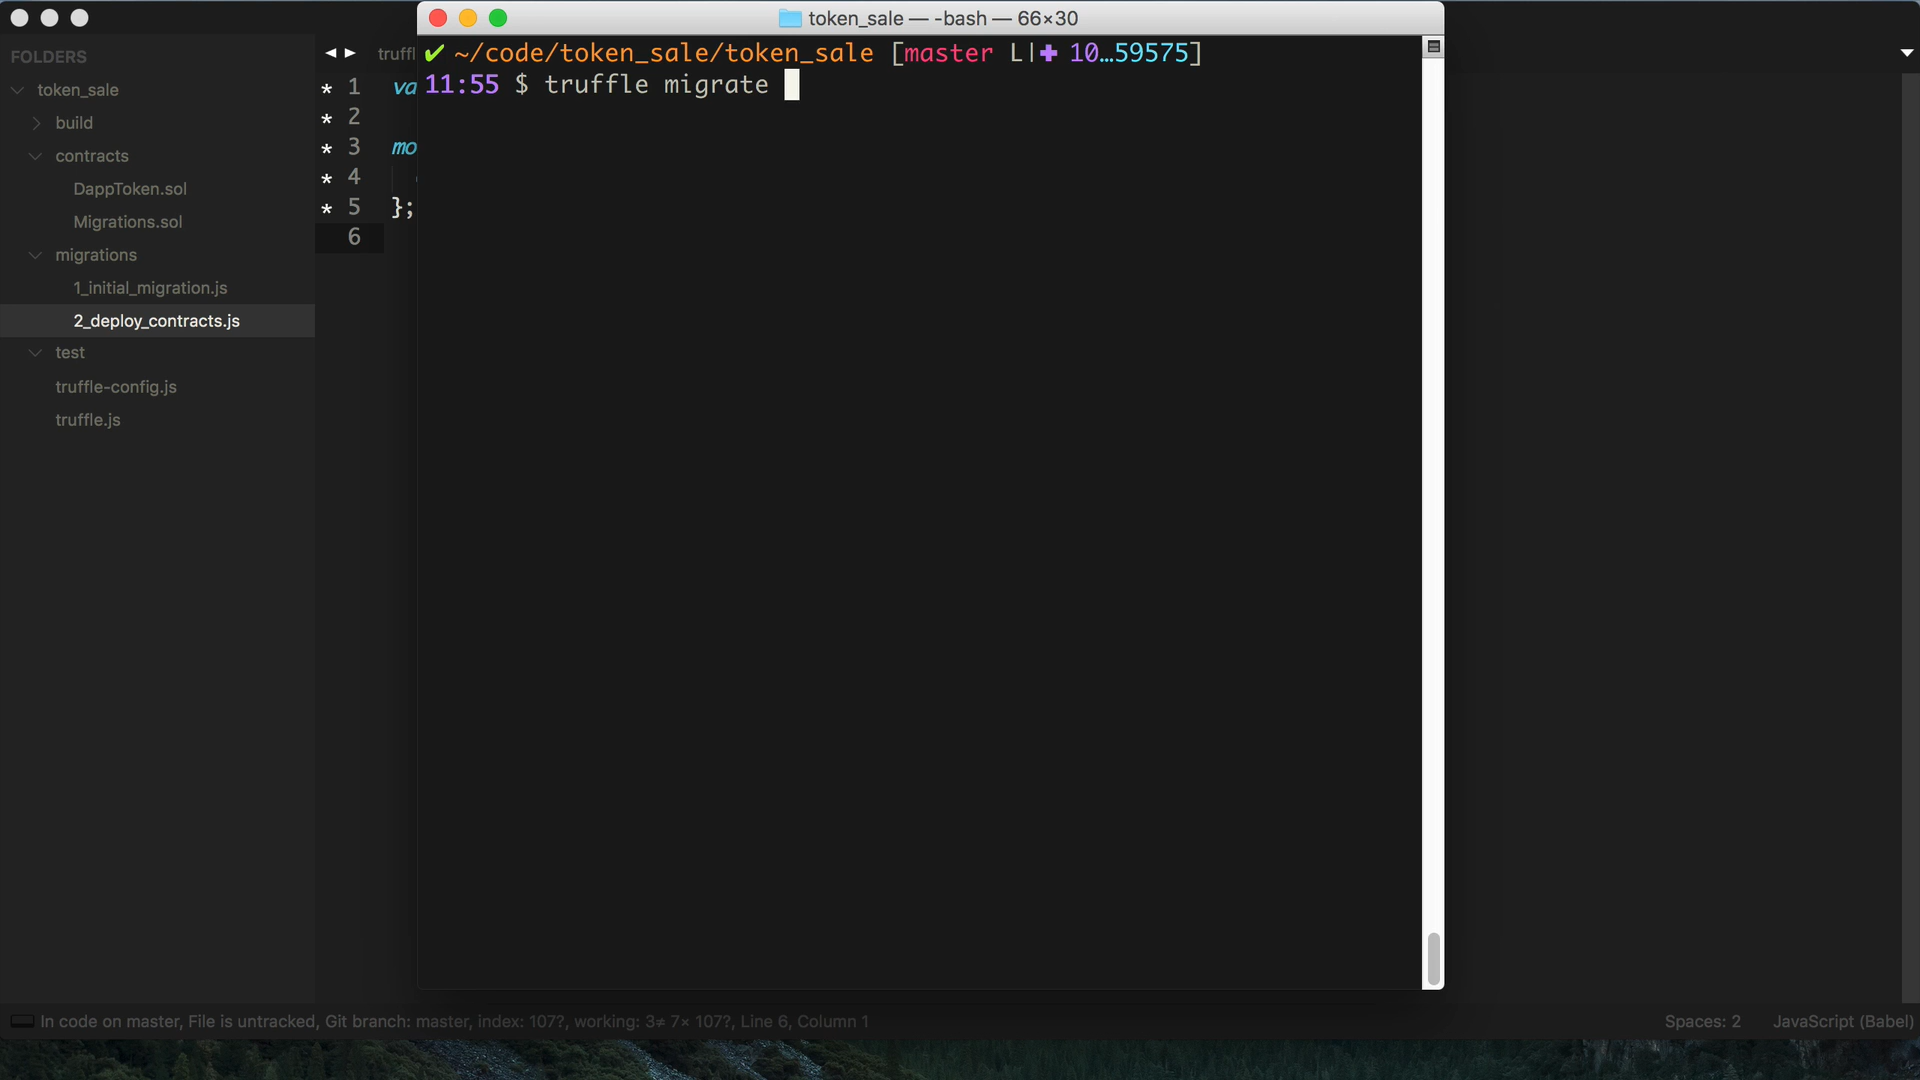 token_sale — -bash — 66×30
FOLDERS
token_sale
build
contracts
DappToken.sol
Migrations.sol
migrations
1_initial_migration.js
2_deploy_contracts.js
test
truffle-config.js
truffle.js
truffl
* 1 va
* 2
* 3 mo
* 4
* 5 };
6
✔ ~/code/token_sale/token_sale [master L|✚ 10…59575]
11:55 $ truffle migrate
In code on master, File is untracked, Git branch: master, index: 107?, working: 3≠ 7× 107?, Line 6, Column 1
Spaces: 2
JavaScript (Babel)